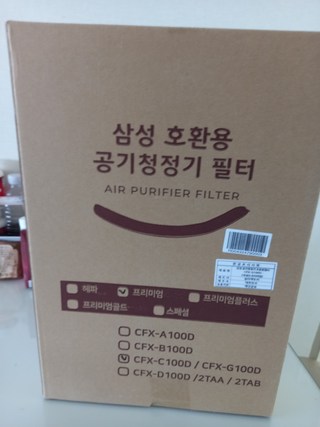 삼성 호환용
공기청정기 필터
AIR PURIFIER FILTER
헤파 프리미엄 프리미엄플러스
프리미엄골드 스페셜
CFX-A100D
CFX-B100D
CFX-C100D / CFX-G100D
CFX-D100D / 2TAA / 2TAB